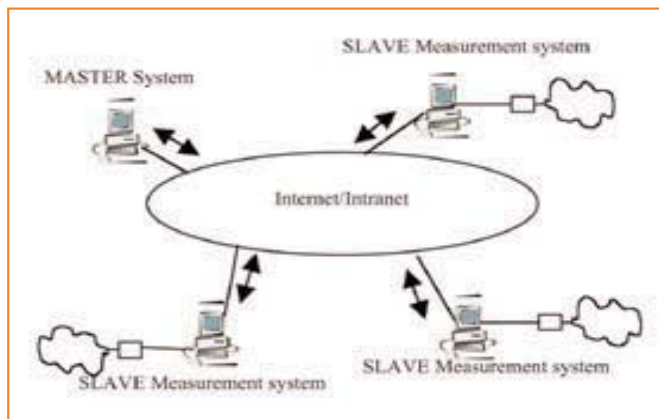 SLAVE Measurement system
MASTER System
Internet/Intranet
SLAVE Measurement system
SLAVE Measurement system